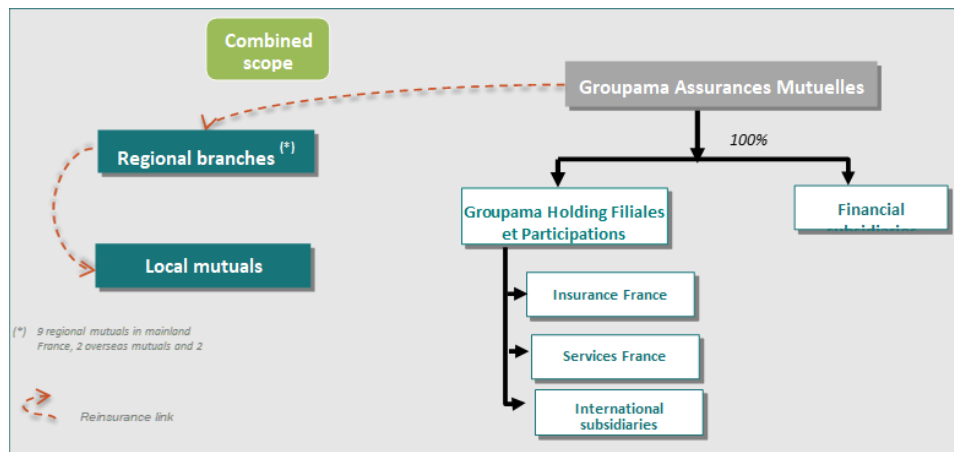 Combined
scope
Groupama Assurances Mutuelles
Regional branches (*)
100%
Groupama Holding Filiales
et Participations
Financial
subsidiaries
Local mutuals
Insurance France
(*) 9 regional mutuals in mainland
France, 2 overseas mutuals and 2
Services France
International
subsidiaries
Reinsurance link